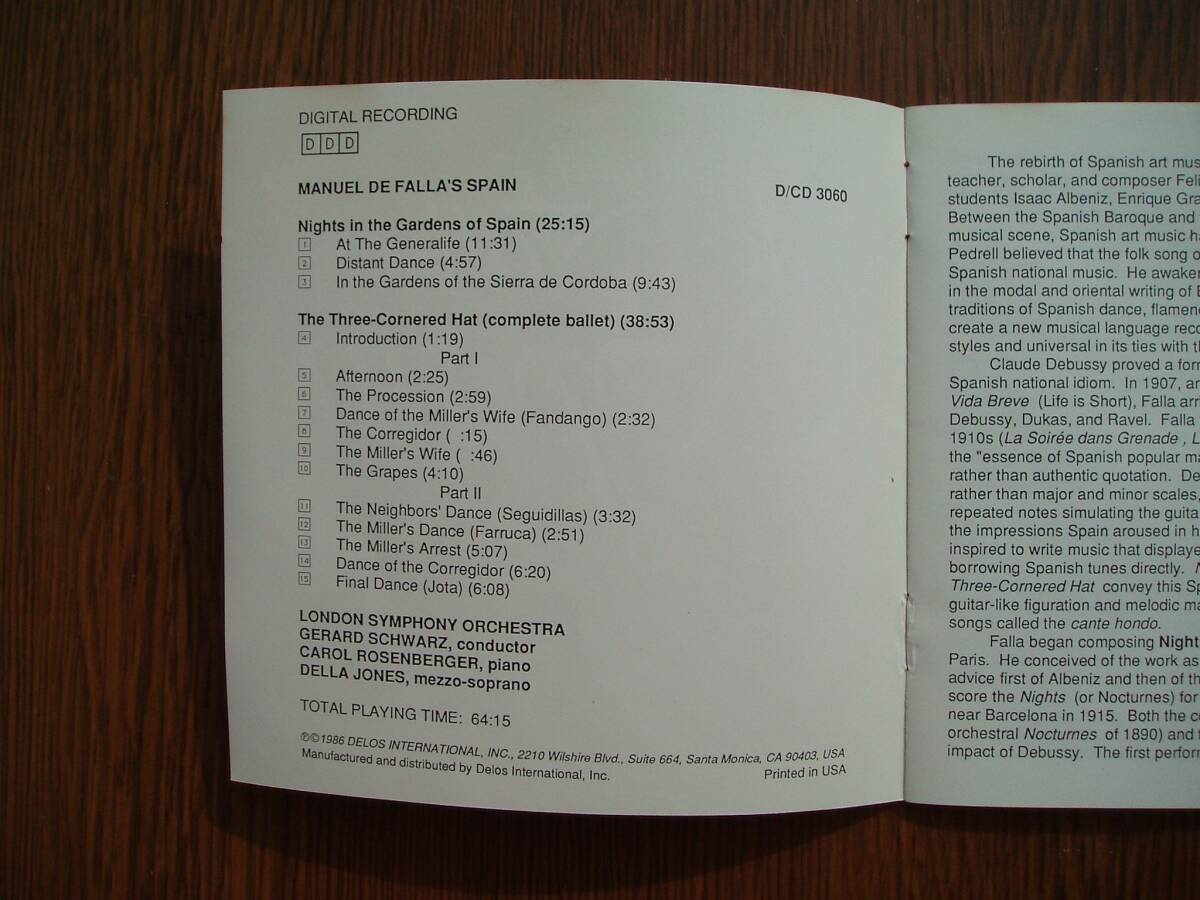 DIGITAL RECORDING
D D D
MANUEL DE FALLA'S SPAIN
D/CD 3060
Nights in the Gardens of Spain (25:15)
1 At The Generalife (11:31)
2 Distant Dance (4:57)
3 In the Gardens of the Sierra de Cordoba (9:43)
The Three-Cornered Hat (complete ballet) (38:53)
4 Introduction (1:19)
Part I
5 Afternoon (2:25)
6 The Procession (2:59)
7 Dance of the Miller's Wife (Fandango) (2:32)
8 The Corregidor ( :15)
9 The Miller's Wife ( :46)
10 The Grapes (4:10)
Part II
11 The Neighbors' Dance (Seguidillas) (3:32)
12 The Miller's Dance (Farruca) (2:51)
13 The Miller's Arrest (5:07)
14 Dance of the Corregidor (6:20)
15 Final Dance (Jota) (6:08)
LONDON SYMPHONY ORCHESTRA
GERARD SCHWARZ, conductor
CAROL ROSENBERGER, piano
DELLA JONES, mezzo-soprano
TOTAL PLAYING TIME: 64:15
℗©1986 DELOS INTERNATIONAL, INC., 2210 Wilshire Blvd., Suite 664, Santa Monica, CA 90403, USA
Manufactured and distributed by Delos International, Inc.
Printed in USA
The rebirth of Spanish art mus
teacher, scholar, and composer Feli
students Isaac Albeniz, Enrique Gra
Between the Spanish Baroque and
musical scene, Spanish art music ha
Pedrell believed that the folk song o
Spanish national music. He awaken
in the modal and oriental writing of
traditions of Spanish dance, flamenc
create a new musical language reco
styles and universal in its ties with th
Claude Debussy proved a form
Spanish national idiom. In 1907, an
Vida Breve (Life is Short), Falla arri
Debussy, Dukas, and Ravel. Falla
1910s (La Soirée dans Grenade , L
the "essence of Spanish popular m
rather than authentic quotation. De
rather than major and minor scales,
repeated notes simulating the guita
the impressions Spain aroused in h
inspired to write music that displaye
borrowing Spanish tunes directly. N
Three-Cornered Hat convey this Sp
guitar-like figuration and melodic ma
songs called the cante hondo.
Falla began composing Night
Paris. He conceived of the work as
advice first of Albeniz and then of th
score the Nights (or Nocturnes) for
near Barcelona in 1915. Both the c
orchestral Nocturnes of 1890) and
impact of Debussy. The first perfor